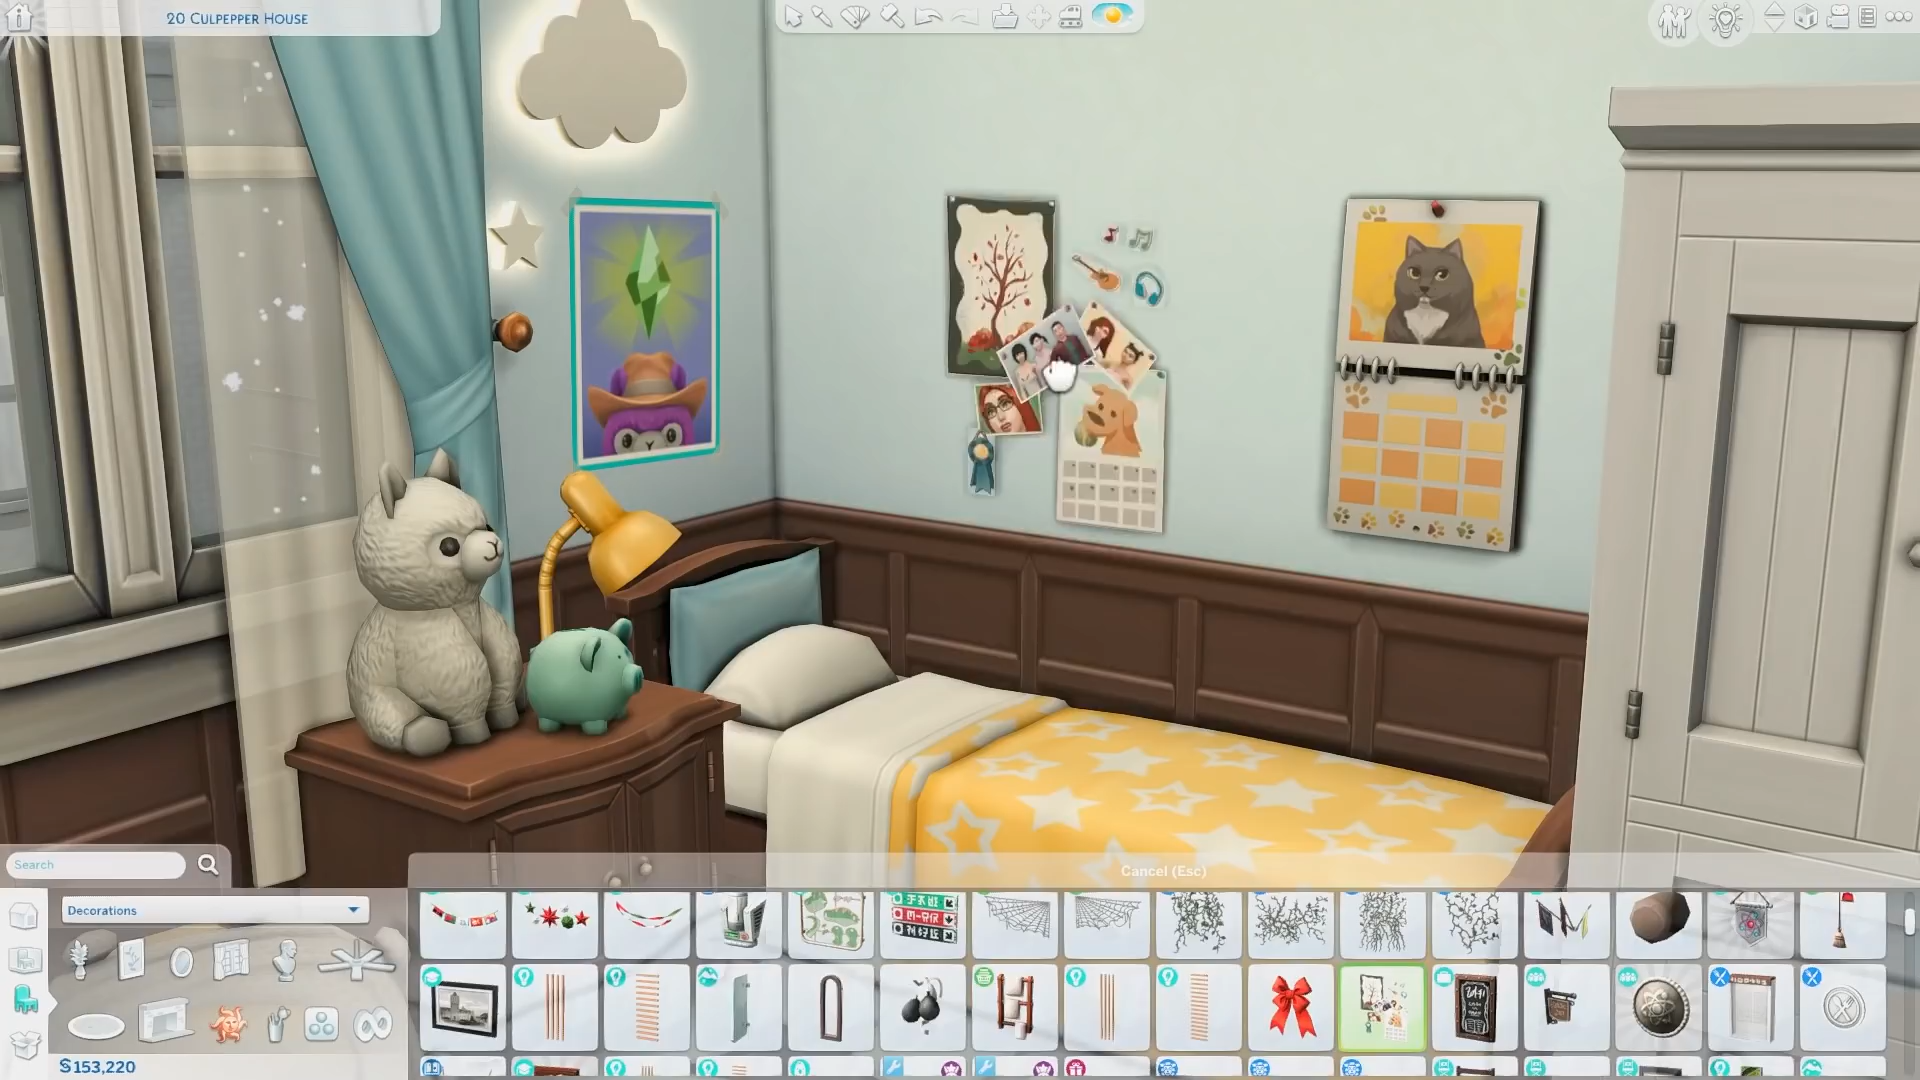 20 Culpepper House
Cancel (Esc)
Search
Decorations
§153,220